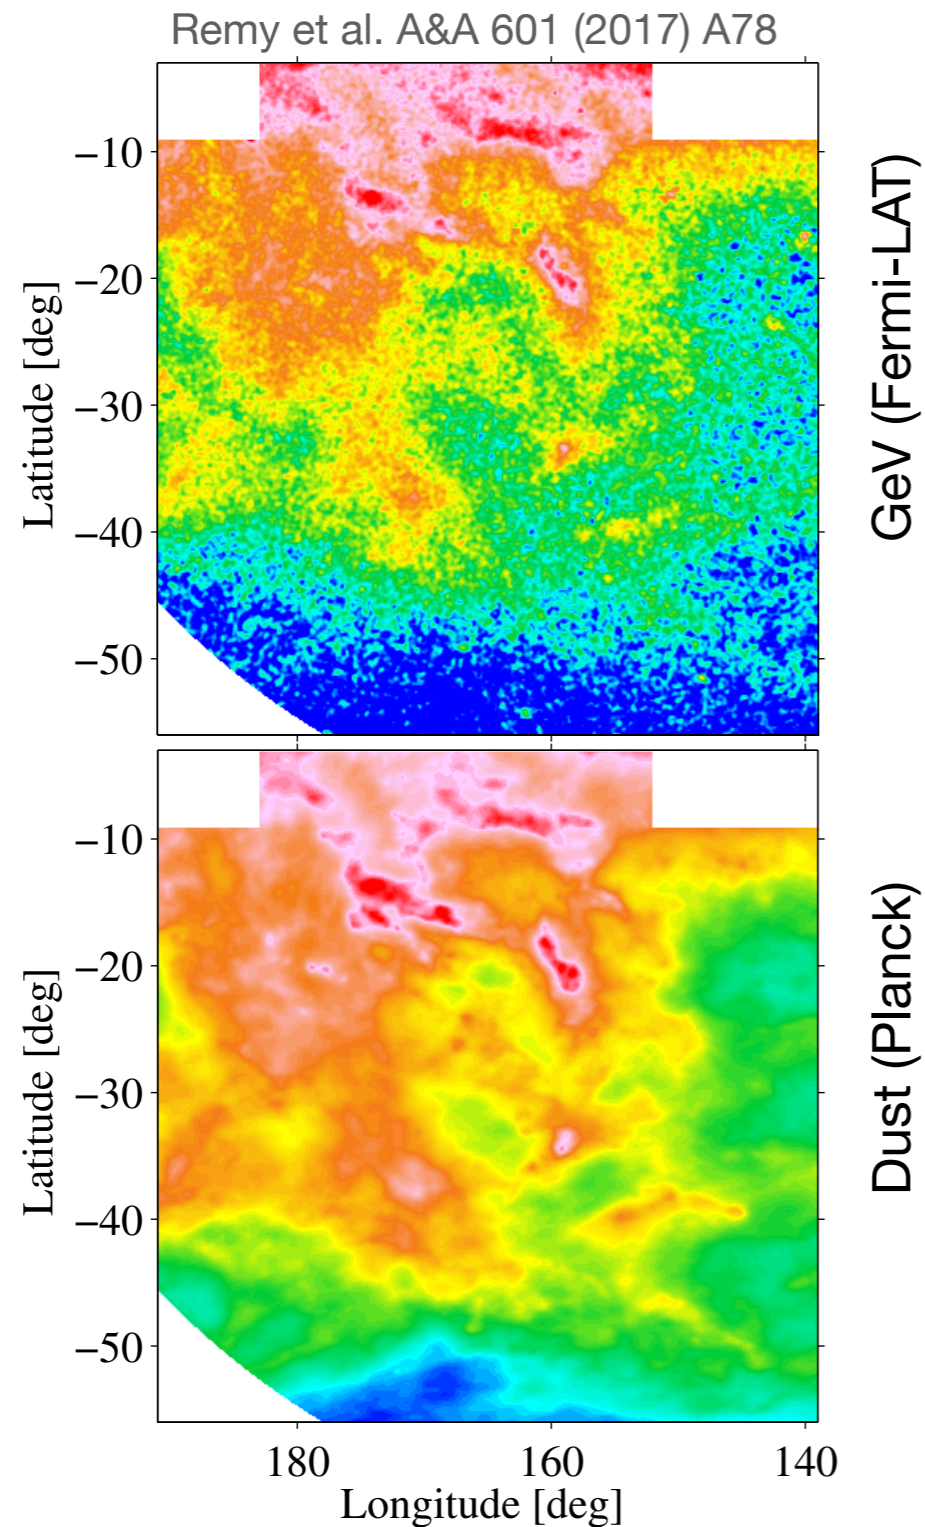 Remy et al. A&A 601 (2017) A78
−10
−20
−30
−40
−50
Latitude [deg]
GeV (Fermi-LAT)
−10
−20
−30
−40
−50
Latitude [deg]
Dust (Planck)
180 160 140
Longitude [deg]